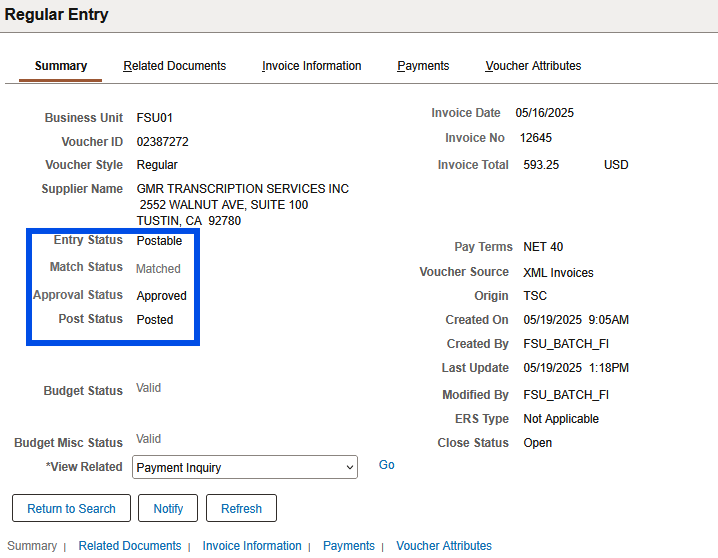 Regular Entry
Summary Related Documents Invoice Information Payments Voucher Attributes
Business Unit FSU01
Voucher ID 02387272
Voucher Style Regular
Supplier Name GMR TRANSCRIPTION SERVICES INC
2552 WALNUT AVE, SUITE 100
TUSTIN, CA 92780
Entry Status Postable
Match Status Matched
Approval Status Approved
Post Status Posted
Budget Status Valid
Budget Misc Status Valid
*View Related Payment Inquiry Go
Invoice Date 05/16/2025
Invoice No 12645
Invoice Total 593.25 USD
Pay Terms NET 40
Voucher Source XML Invoices
Origin TSC
Created On 05/19/2025 9:05AM
Created By FSU_BATCH_FI
Last Update 05/19/2025 1:18PM
Modified By FSU_BATCH_FI
ERS Type Not Applicable
Close Status Open
Return to Search Notify Refresh
Summary | Related Documents | Invoice Information | Payments | Voucher Attributes